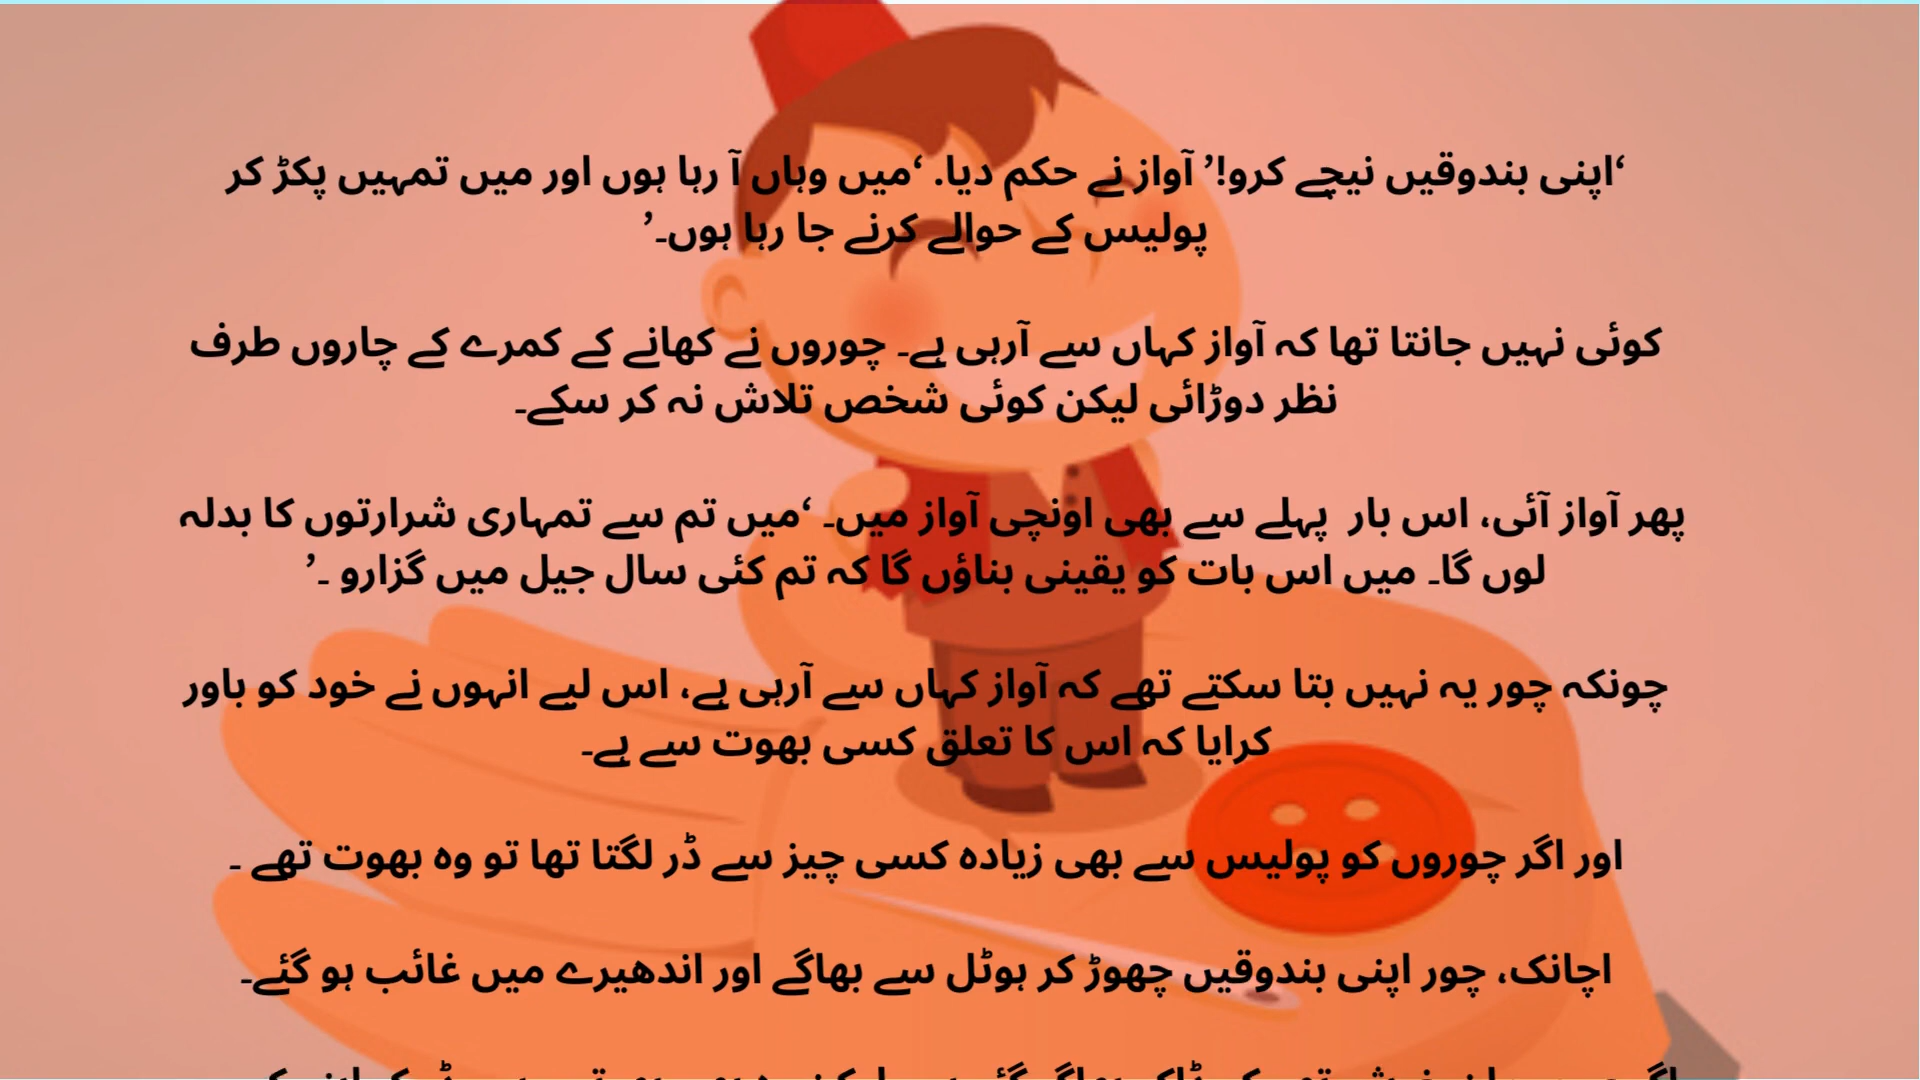 ‘اپنی بندوقیں نیچے کرو!’ آواز نے حکم دیا. ‘میں وہاں آ رہا ہوں اور میں تمہیں پکڑ کر
پولیس کے حوالے کرنے جا رہا ہوں۔’
کوئی نہیں جانتا تھا کہ آواز کہاں سے آرہی ہے۔ چوروں نے کھانے کے کمرے کے چاروں طرف
نظر دوڑائی لیکن کوئی شخص تلاش نہ کر سکے۔
پھر آواز آئی، اس بار پہلے سے بھی اونچی آواز میں۔ ‘میں تم سے تمہاری شرارتوں کا بدلہ
لوں گا۔ میں اس بات کو یقینی بناؤں گا کہ تم کئی سال جیل میں گزارو ۔’
چونکہ چور یہ نہیں بتا سکتے تھے کہ آواز کہاں سے آرہی ہے، اس لیے انہوں نے خود کو باور
کرایا کہ اس کا تعلق کسی بھوت سے ہے۔
اور اگر چوروں کو پولیس سے بھی زیادہ کسی چیز سے ڈر لگتا تھا تو وہ بھوت تھے ۔
اچانک، چور اپنی بندوقیں چھوڑ کر ہوٹل سے بھاگے اور اندھیرے میں غائب ہو گئے۔